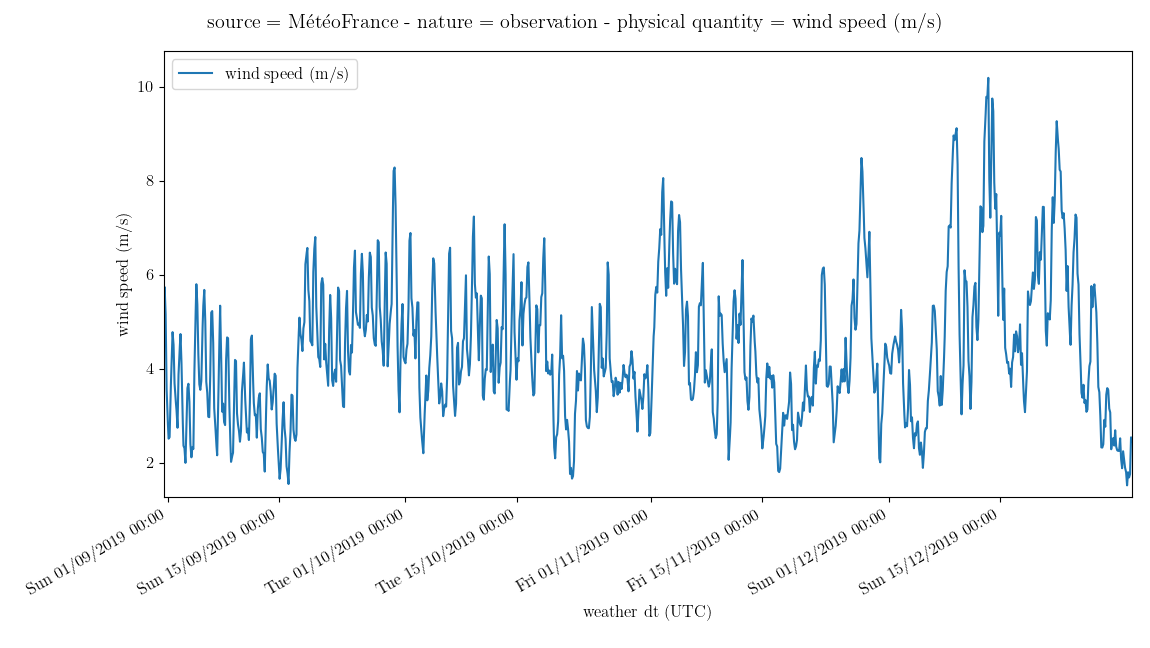 source = MétéoFrance - nature = observation - physical quantity = wind speed (m/s)
wind speed (m/s)
10
8
6
4
2
wind speed (m/s)
Sun 01/09/2019 00:00
Sun 15/09/2019 00:00
Tue 01/10/2019 00:00
Tue 15/10/2019 00:00
Fri 01/11/2019 00:00
Fri 15/11/2019 00:00
Sun 01/12/2019 00:00
Sun 15/12/2019 00:00
weather dt (UTC)